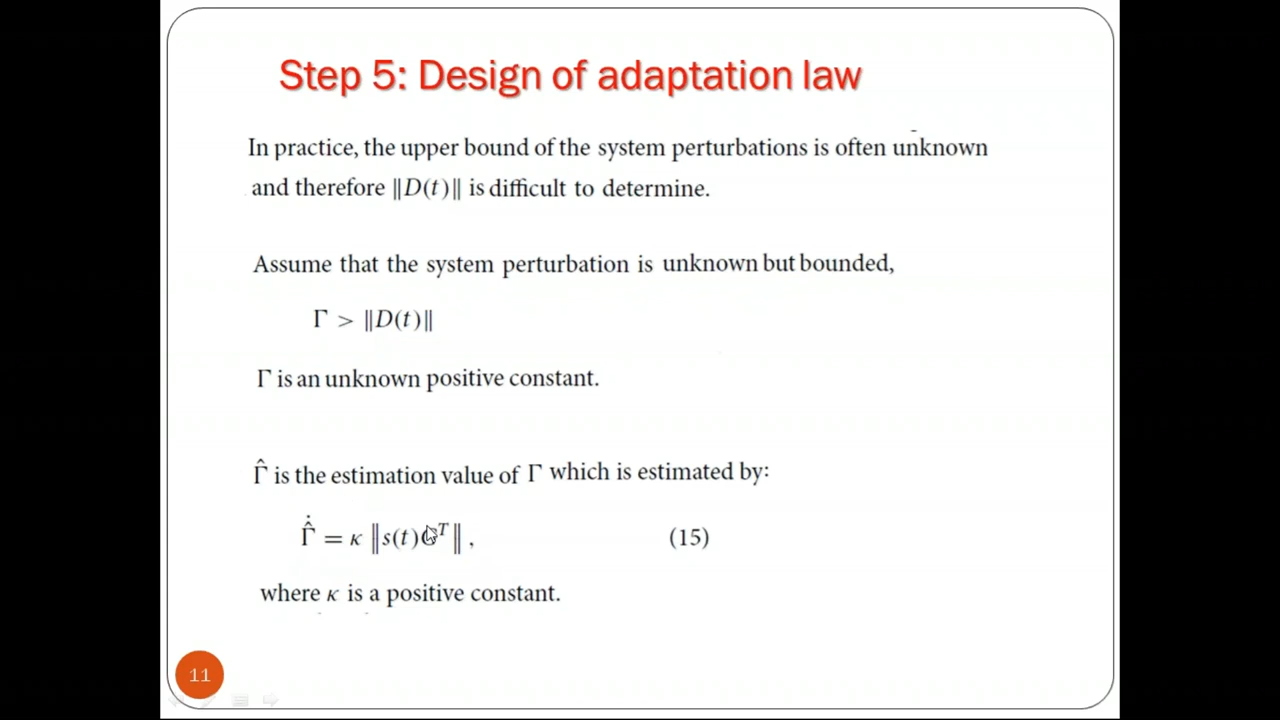 Step 5: Design of adaptation law
In practice, the upper bound of the system perturbations is often unknown
and therefore ‖D(t)‖ is difficult to determine.
Assume that the system perturbation is unknown but bounded,
Γ > ‖D(t)‖
Γ is an unknown positive constant.
Γ̂ is the estimation value of Γ which is estimated by:
Γ̂̇ = κ ‖s(t)Gᵀ‖ , (15)
where κ is a positive constant.
11